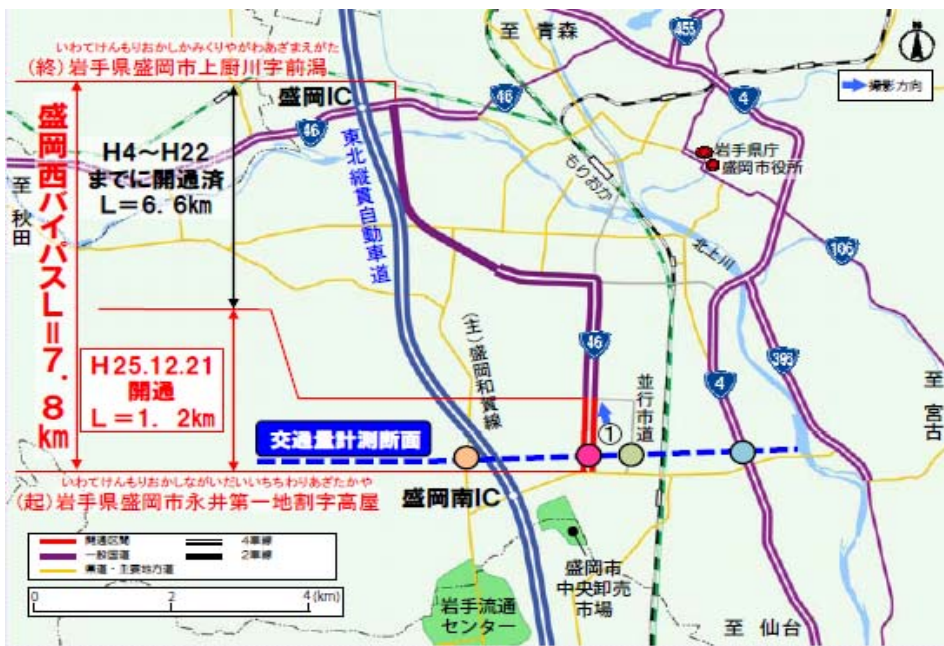 いわてけんもりおかしかみくりやがわあざまえがた
(終)岩手県盛岡市上厨川字前潟
至 青森
455
盛岡IC
46
46
4
撮影方向
盛岡西バイパスL=7.8km
H4～H22
までに開通済
L=6.6km
至 秋田
東北縦貫自動車道
もりおか
岩手県庁
盛岡市役所
北上川
106
H25.12.21
開通
L=1.2km
(主)盛岡和賀線
46
並行市道
4
396
至 宮古
交通量計測断面
①
いわてけんもりおかしながいだいいちちわりあざたかや
(起)岩手県盛岡市永井第一地割字高屋
盛岡南IC
開通区間
4車線
一般国道
2車線
県道・主要地方道
0 2 4 (km)
盛岡市
中央卸売
市場
岩手流通
センター
至 仙台